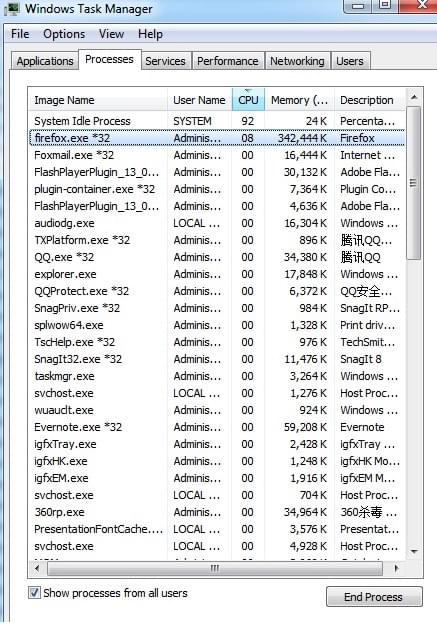 Windows Task Manager
File Options View Help
Applications Processes Services Performance Networking Users
Image Name User Name CPU Memory (... Description
System Idle Process SYSTEM 92 24 K Percenta...
firefox.exe *32 Adminis... 08 342,444 K Firefox
Foxmail.exe *32 Adminis... 00 16,444 K Internet ...
FlashPlayerPlugin_13_0... Adminis... 00 30,132 K Adobe Fla...
plugin-container.exe *32 Adminis... 00 7,364 K Plugin Co...
FlashPlayerPlugin_13_0... Adminis... 00 4,636 K Adobe Fla...
audiodg.exe LOCAL ... 00 16,304 K Windows ...
TXPlatform.exe *32 Adminis... 00 896 K 腾讯QQ...
QQ.exe *32 Adminis... 00 34,380 K 腾讯QQ
explorer.exe Adminis... 00 17,848 K Windows ...
QQProtect.exe *32 Adminis... 00 6,372 K QQ安全...
SnagPriv.exe *32 Adminis... 00 984 K SnagIt RP...
splwow64.exe Adminis... 00 1,328 K Print driv...
TscHelp.exe *32 Adminis... 00 976 K TechSmit...
SnagIt32.exe *32 Adminis... 00 11,476 K SnagIt 8
taskmgr.exe Adminis... 00 3,264 K Windows ...
svchost.exe LOCAL ... 00 1,276 K Host Proc...
wuauclt.exe Adminis... 00 924 K Windows ...
Evernote.exe *32 Adminis... 00 59,208 K Evernote
igfxTray.exe Adminis... 00 2,428 K igfxTray ...
igfxHK.exe Adminis... 00 1,248 K igfxHK Mo...
igfxEM.exe Adminis... 00 1,916 K igfxEM M...
svchost.exe LOCAL ... 00 704 K Host Proc...
360rp.exe Adminis... 00 34,964 K 360杀毒 ...
PresentationFontCache.... LOCAL ... 00 3,576 K Presentat...
svchost.exe LOCAL ... 00 4,928 K Host Proc...
Show processes from all users
End Process